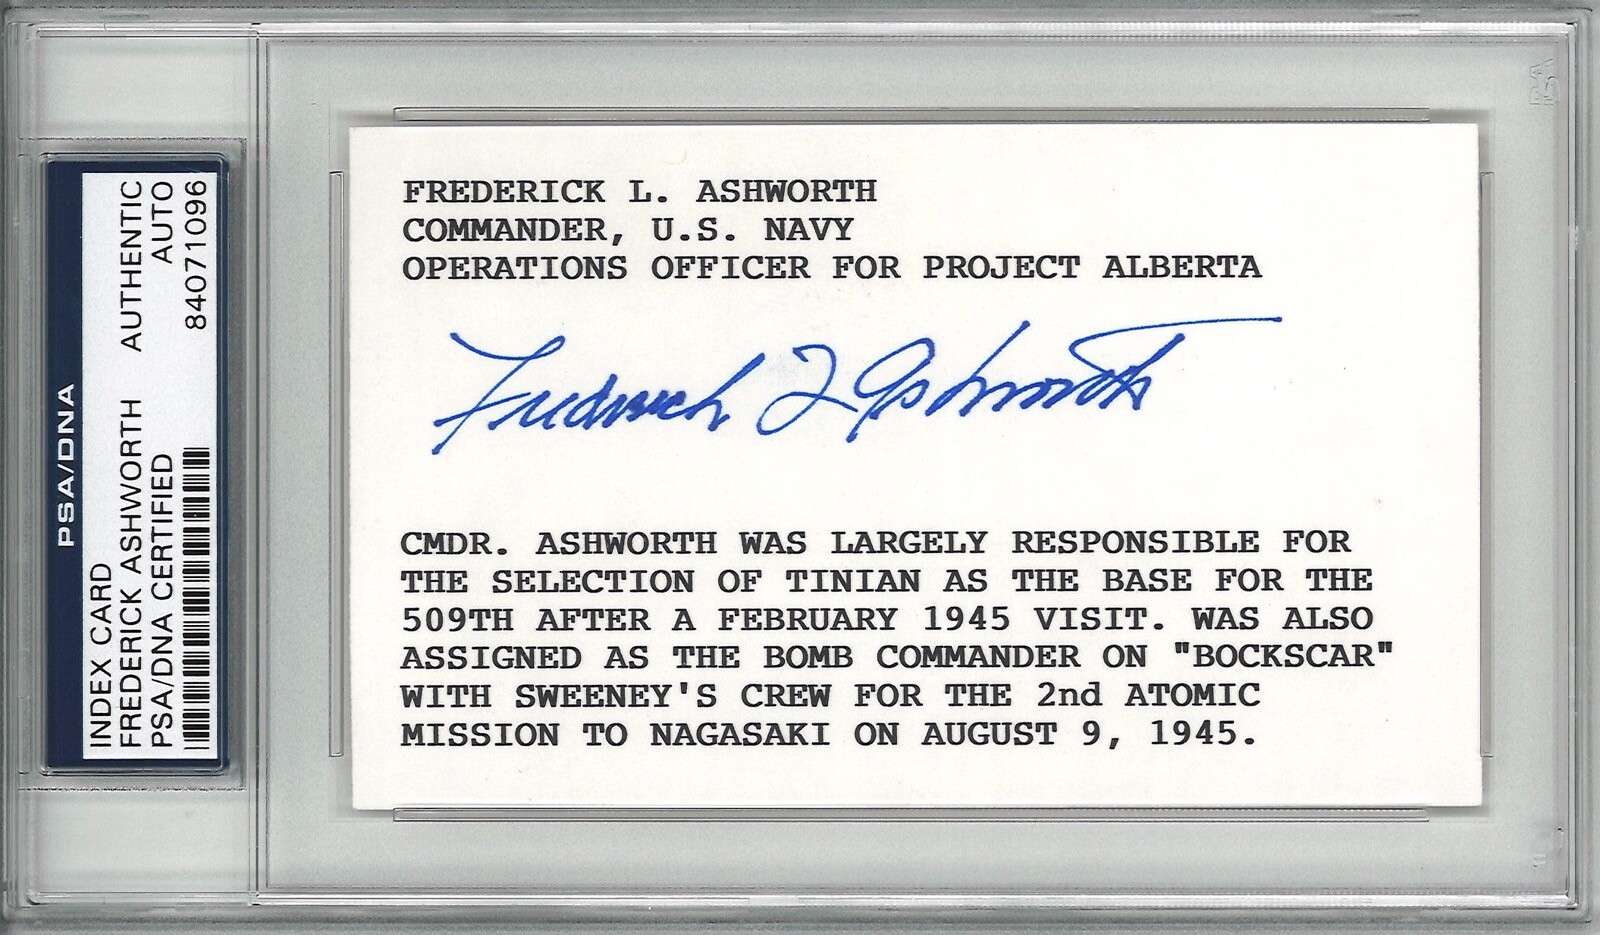 PSA/DNA
INDEX CARD
FREDERICK ASHWORTH AUTHENTIC
PSA/DNA CERTIFIED AUTO
84071096
FREDERICK L. ASHWORTH
COMMANDER, U.S. NAVY
OPERATIONS OFFICER FOR PROJECT ALBERTA
Frederick L Ashworth
CMDR. ASHWORTH WAS LARGELY RESPONSIBLE FOR
THE SELECTION OF TINIAN AS THE BASE FOR THE
509TH AFTER A FEBRUARY 1945 VISIT. WAS ALSO
ASSIGNED AS THE BOMB COMMANDER ON "BOCKSCAR"
WITH SWEENEY'S CREW FOR THE 2nd ATOMIC
MISSION TO NAGASAKI ON AUGUST 9, 1945.
PSA